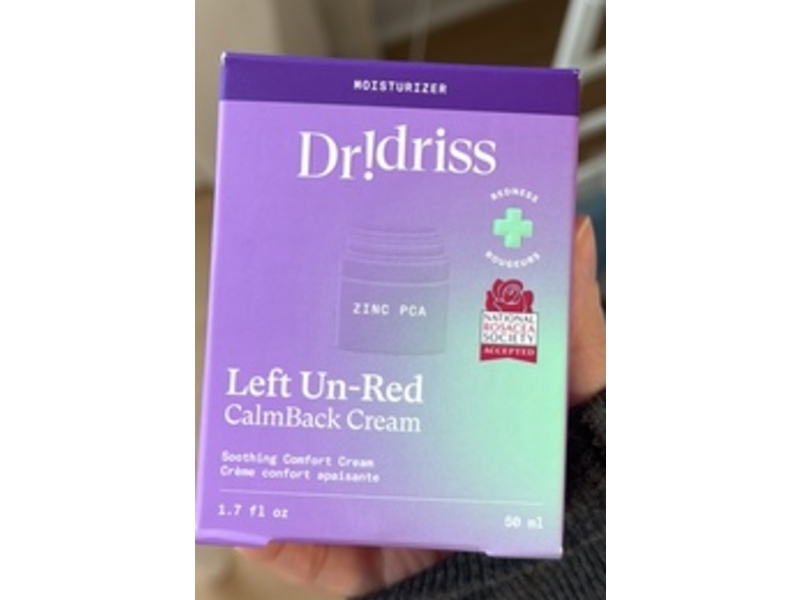 MOISTURIZER
Dr!driss
REDNESS
ROUGEURS
ZINC PCA
NATIONAL
ROSACEA
SOCIETY
ACCEPTED
Left Un-Red
CalmBack Cream
Soothing Comfort Cream
Crème confort apaisante
1.7 fl oz
50 ml